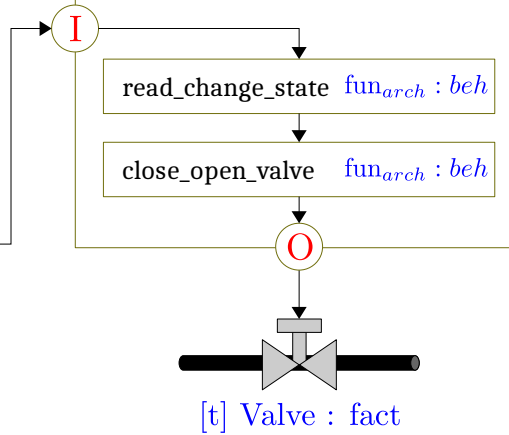 I
read_change_state fun_arch : beh
close_open_valve fun_arch : beh
O
[t] Valve : fact